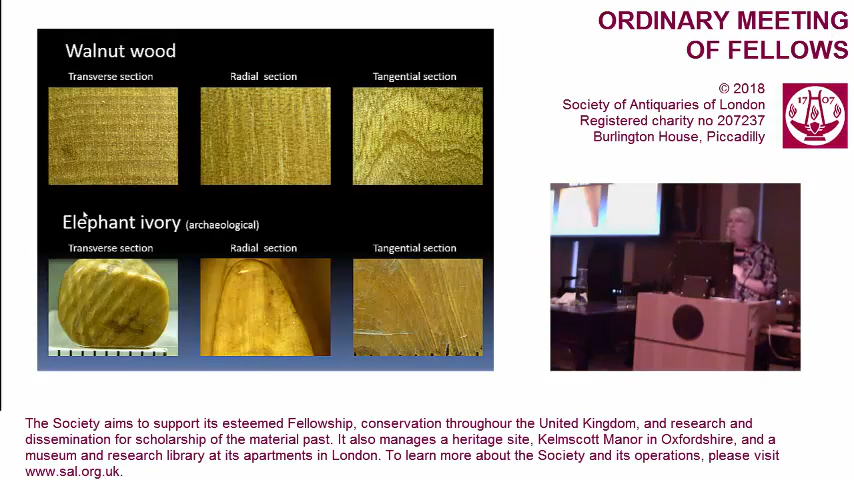 Walnut wood
Transverse section
Radial section
Tangential section
Elephant ivory (archaeological)
Transverse section
Radial section
Tangential section
ORDINARY MEETING
OF FELLOWS
© 2018
Society of Antiquaries of London
Registered charity no 207237
Burlington House, Piccadilly
17 07
The Society aims to support its esteemed Fellowship, conservation throughour the United Kingdom, and research and
dissemination for scholarship of the material past. It also manages a heritage site, Kelmscott Manor in Oxfordshire, and a
museum and research library at its apartments in London. To learn more about the Society and its operations, please visit
www.sal.org.uk.